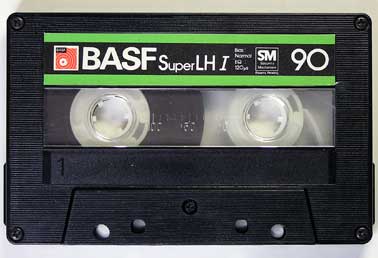 BASF
BASF Super LH I
Bias
Normal
EQ
120µs
SM
Security
Mechanism
90
1